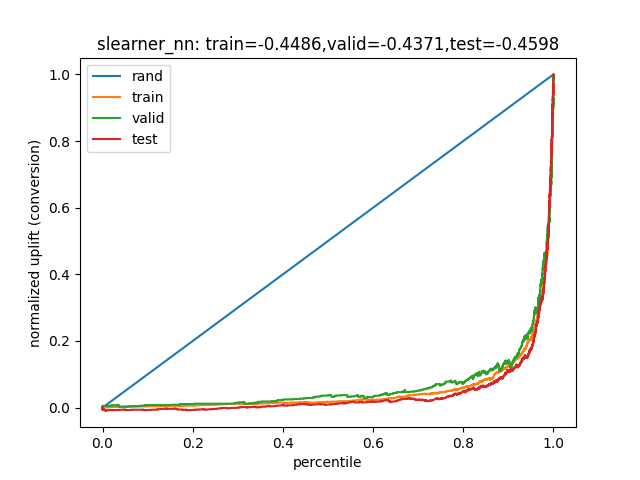 slearner_nn: train=-0.4486,valid=-0.4371,test=-0.4598
rand
train
valid
test
normalized uplift (conversion)
1.0
0.8
0.6
0.4
0.2
0.0
0.0 0.2 0.4 0.6 0.8 1.0
percentile